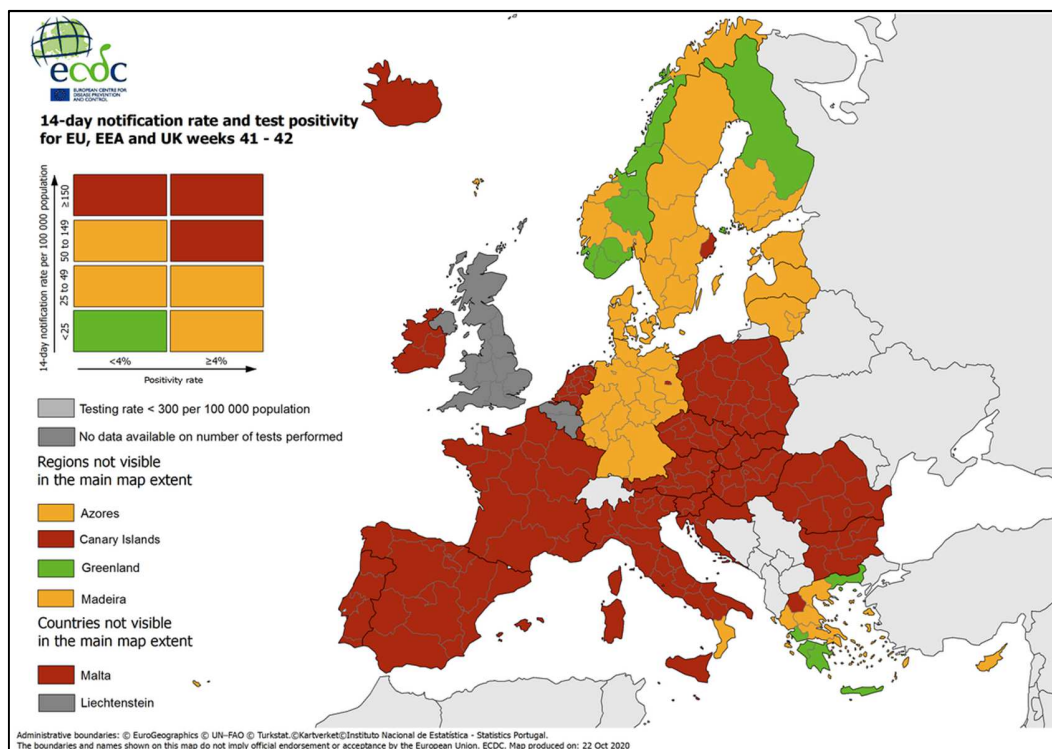 ecdc
EUROPEAN CENTRE FOR
DISEASE PREVENTION
AND CONTROL
14-day notification rate and test positivity
for EU, EEA and UK weeks 41 - 42
14-day notification rate per 100 000 population
≥150
50 to 149
25 to 49
<25
<4%
≥4%
Positivity rate
Testing rate < 300 per 100 000 population
No data available on number of tests performed
Regions not visible
in the main map extent
Azores
Canary Islands
Greenland
Madeira
Countries not visible
in the main map extent
Malta
Liechtenstein
Administrative boundaries: © EuroGeographics © UN–FAO © Turkstat.©Kartverket©Instituto Nacional de Estatística - Statistics Portugal.
The boundaries and names shown on this map do not imply official endorsement or acceptance by the European Union. ECDC. Map produced on: 22 Oct 2020